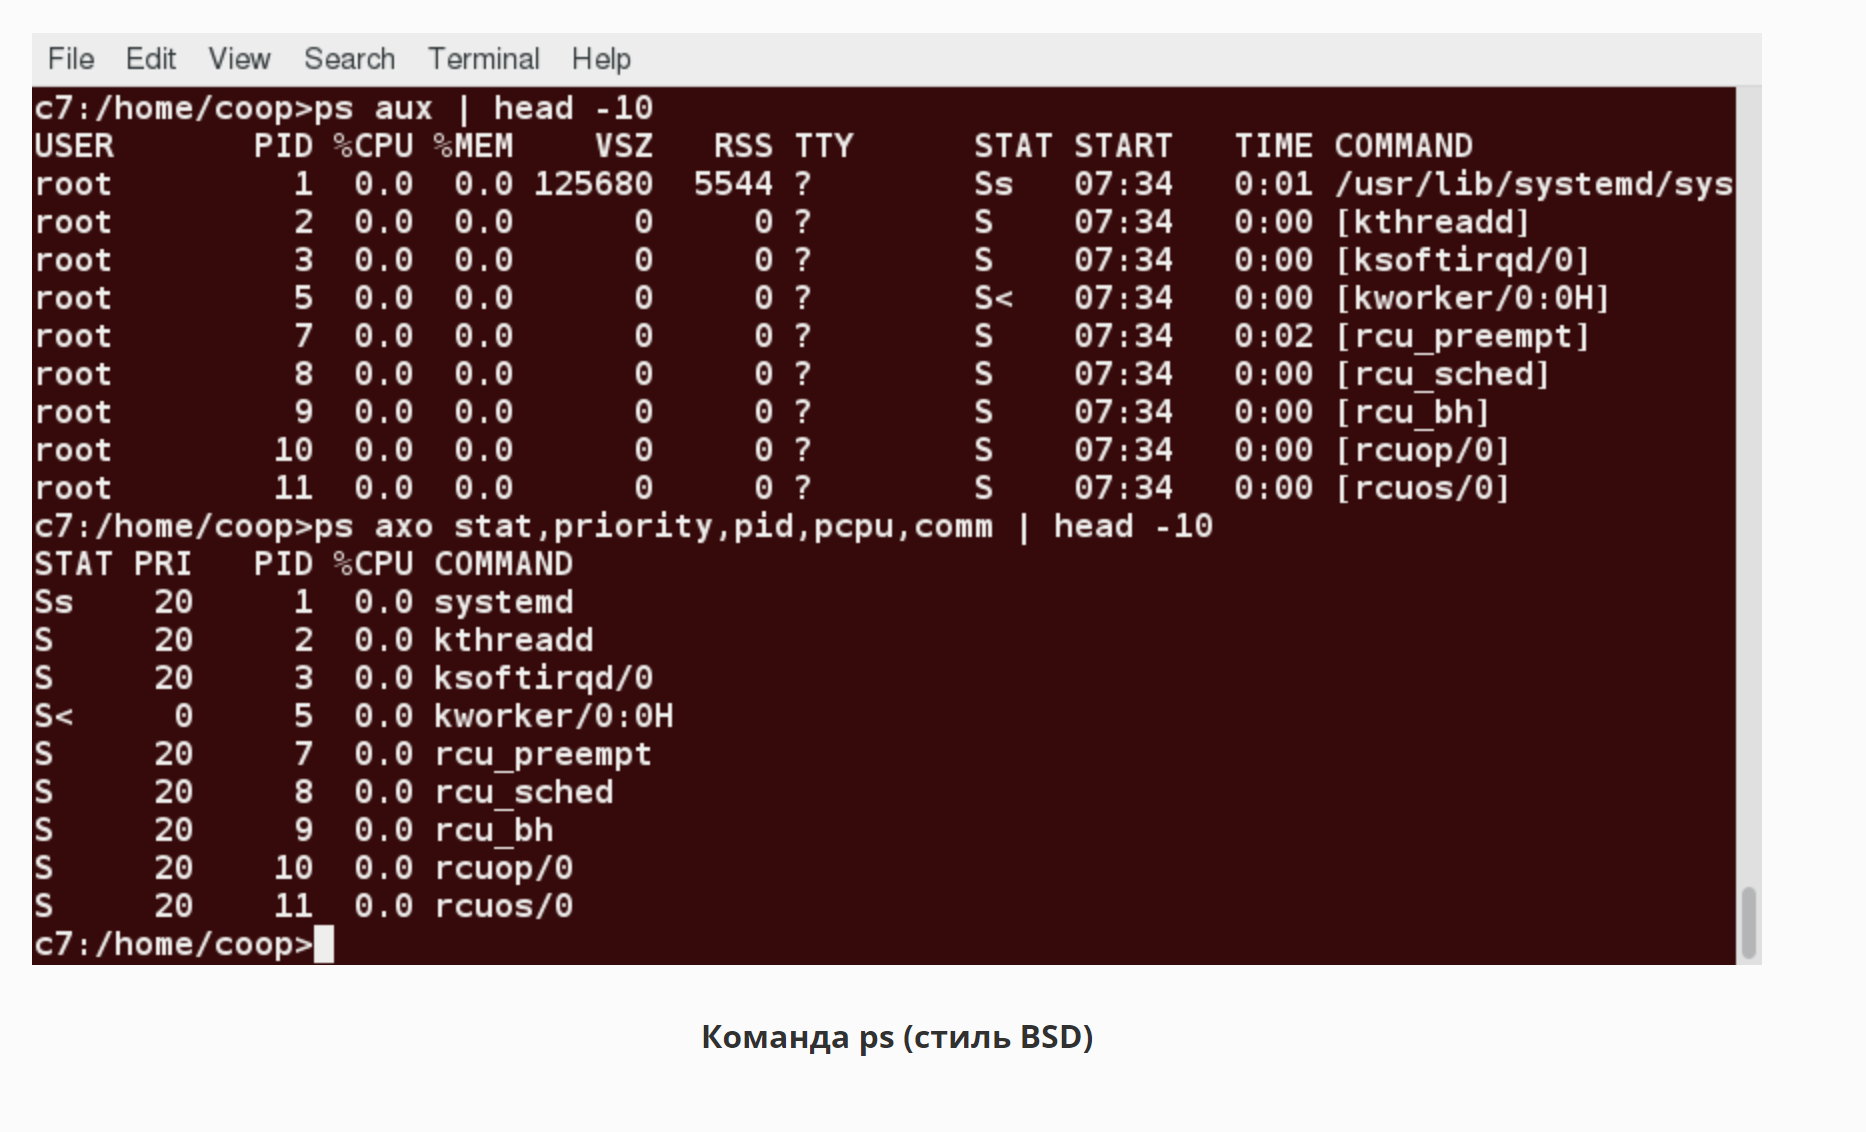 File Edit View Search Terminal Help
c7:/home/coop>ps aux | head -10
USER       PID %CPU %MEM    VSZ   RSS TTY      STAT START   TIME COMMAND
root         1  0.0  0.0 125680  5544 ?        Ss   07:34   0:01 /usr/lib/systemd/sys
root         2  0.0  0.0      0     0 ?        S    07:34   0:00 [kthreadd]
root         3  0.0  0.0      0     0 ?        S    07:34   0:00 [ksoftirqd/0]
root         5  0.0  0.0      0     0 ?        S<   07:34   0:00 [kworker/0:0H]
root         7  0.0  0.0      0     0 ?        S    07:34   0:02 [rcu_preempt]
root         8  0.0  0.0      0     0 ?        S    07:34   0:00 [rcu_sched]
root         9  0.0  0.0      0     0 ?        S    07:34   0:00 [rcu_bh]
root        10  0.0  0.0      0     0 ?        S    07:34   0:00 [rcuop/0]
root        11  0.0  0.0      0     0 ?        S    07:34   0:00 [rcuos/0]
c7:/home/coop>ps axo stat,priority,pid,pcpu,comm | head -10
STAT PRI   PID %CPU COMMAND
Ss    20     1  0.0 systemd
S     20     2  0.0 kthreadd
S     20     3  0.0 ksoftirqd/0
S<     0     5  0.0 kworker/0:0H
S     20     7  0.0 rcu_preempt
S     20     8  0.0 rcu_sched
S     20     9  0.0 rcu_bh
S     20    10  0.0 rcuop/0
S     20    11  0.0 rcuos/0
c7:/home/coop>
Команда ps (стиль BSD)